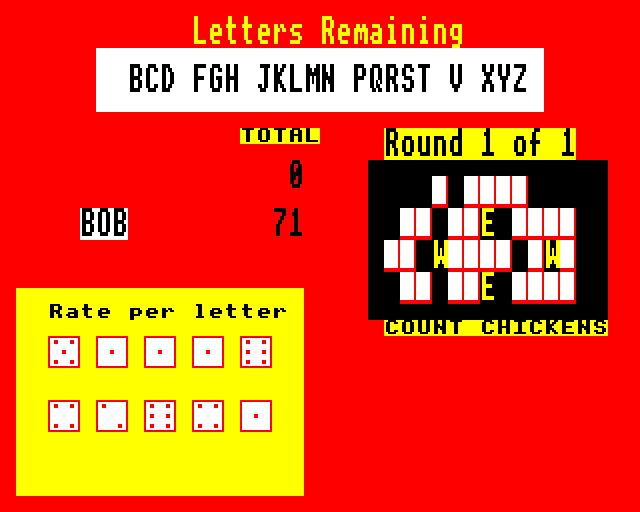 Letters Remaining
BCD FGH JKLMN PQRST V XYZ
TOTAL
0
BOB 71
Round 1 of 1
E
W W
E
COUNT CHICKENS
Rate per letter